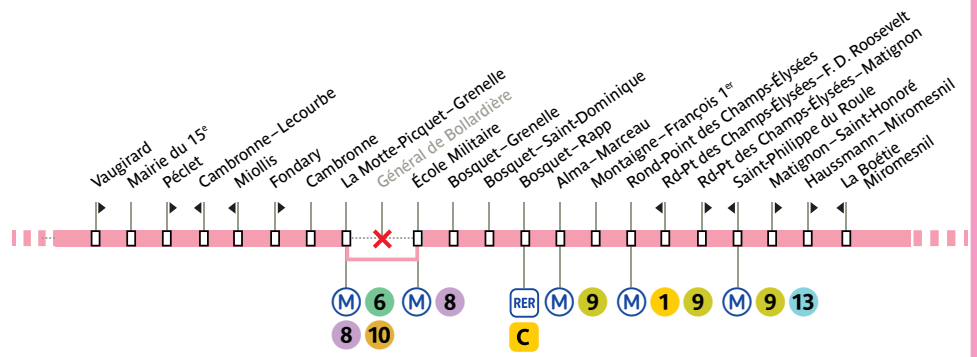 Vaugirard
Mairie du 15e
Péclet
Cambronne – Lecourbe
Miollis
Fondary
Cambronne
La Motte-Picquet – Grenelle
Général de Bollardière
École Militaire
Bosquet – Grenelle
Bosquet – Saint-Dominique
Bosquet – Rapp
Alma – Marceau
Montaigne – François 1er
Rond-Point des Champs-Élysées
Rd-Pt des Champs-Élysées – F. D. Roosevelt
Rd-Pt des Champs-Élysées – Matignon
Saint-Philippe du Roule
Matignon – Saint-Honoré
Haussmann – Miromesnil
La Boétie
Miromesnil
M 6 M 8 RER M 9 M 1 9 M 9 13
8 10 C